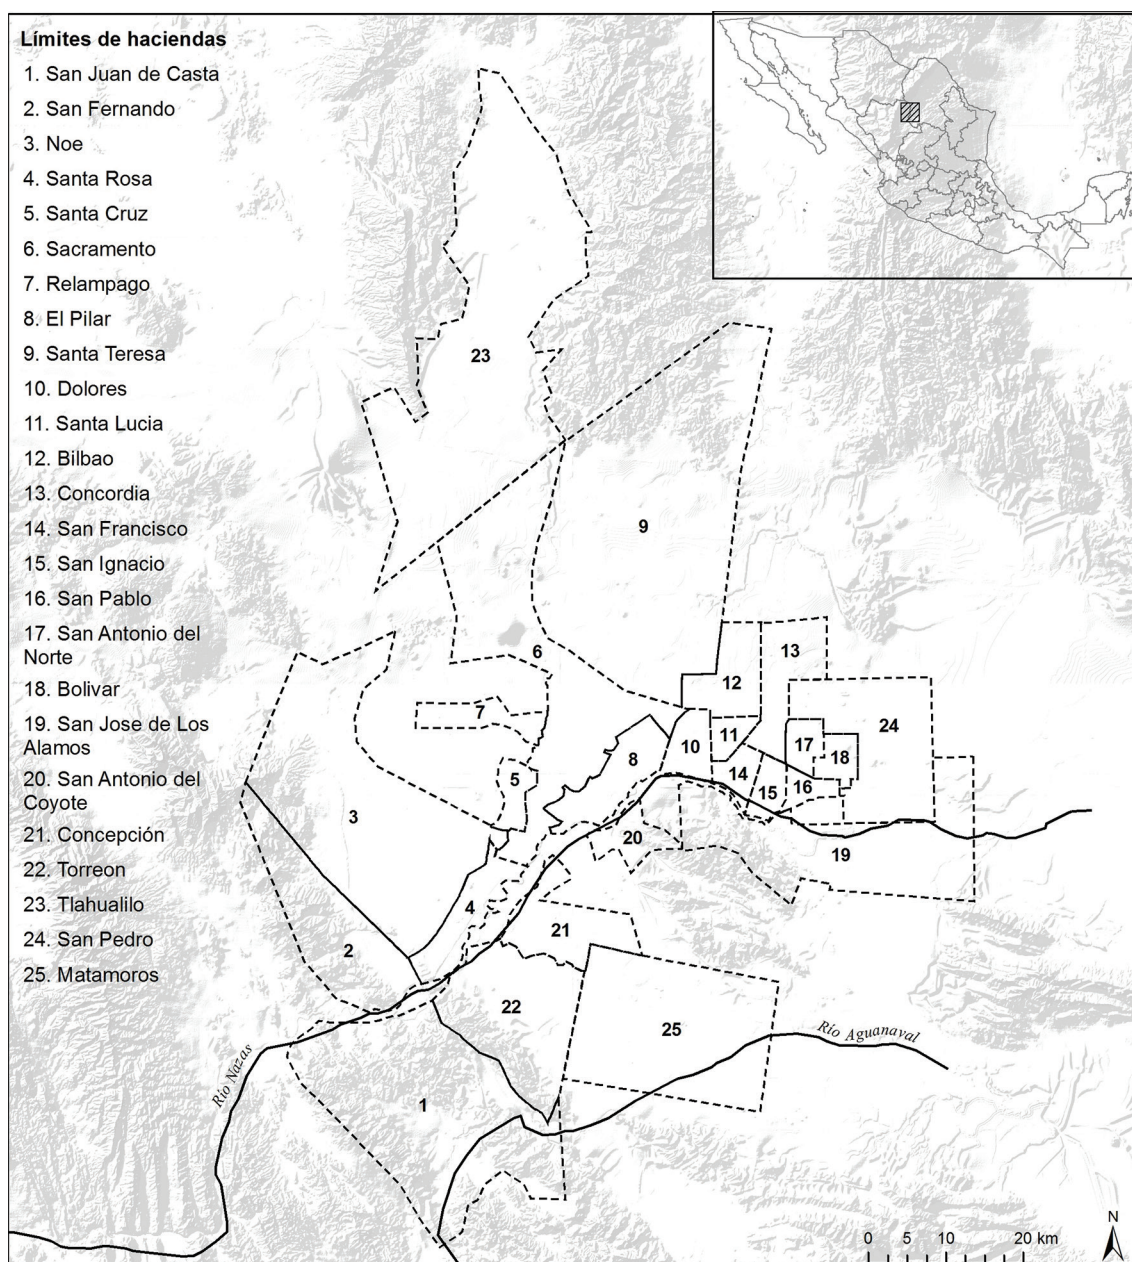 Límites de haciendas
1. San Juan de Casta
2. San Fernando
3. Noe
4. Santa Rosa
5. Santa Cruz
6. Sacramento
7. Relampago
8. El Pilar
9. Santa Teresa
10. Dolores
11. Santa Lucia
12. Bilbao
13. Concordia
14. San Francisco
15. San Ignacio
16. San Pablo
17. San Antonio del
Norte
18. Bolivar
19. San Jose de Los
Alamos
20. San Antonio del
Coyote
21. Concepción
22. Torreon
23. Tlahualilo
24. San Pedro
25. Matamoros
23
9
6
13
12
7
24
11
10
17
8
18
5
14
15
16
3
20
19
4
21
2
22
25
Río Aguanaval
Río Nazas
1
N
0 5 10 20 km